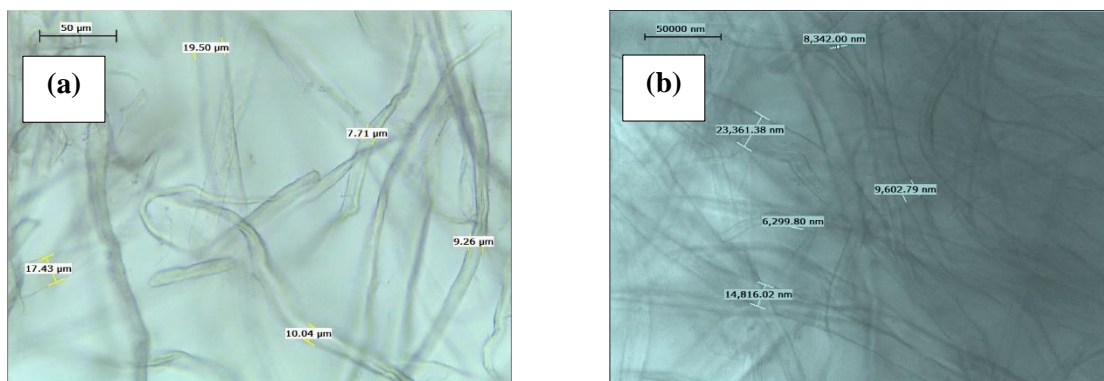 50 µm
19.50 µm
(a)
7.71 µm
9.26 µm
17.43 µm
10.04 µm
50000 nm
8,342.00 nm
(b)
23,361.38 nm
9,602.79 nm
6,299.80 nm
14,816.02 nm